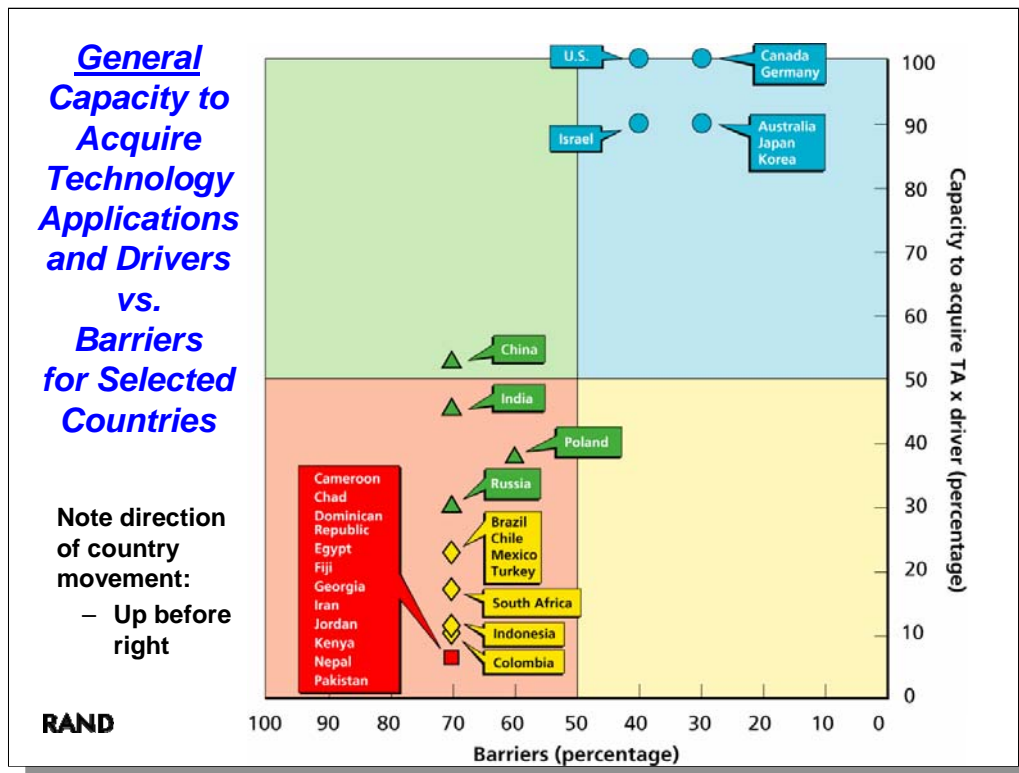 General
Capacity to
Acquire
Technology
Applications
and Drivers
vs.
Barriers
for Selected
Countries
Note direction
of country
movement:
– Up before
right
RAND
U.S.
Canada
Germany
Israel
Australia
Japan
Korea
China
India
Poland
Russia
Brazil
Chile
Mexico
Turkey
South Africa
Indonesia
Colombia
Cameroon
Chad
Dominican
Republic
Egypt
Fiji
Georgia
Iran
Jordan
Kenya
Nepal
Pakistan
100
90
80
70
60
50
40
30
20
10
0
Capacity to acquire TA x driver (percentage)
100 90 80 70 60 50 40 30 20 10 0
Barriers (percentage)